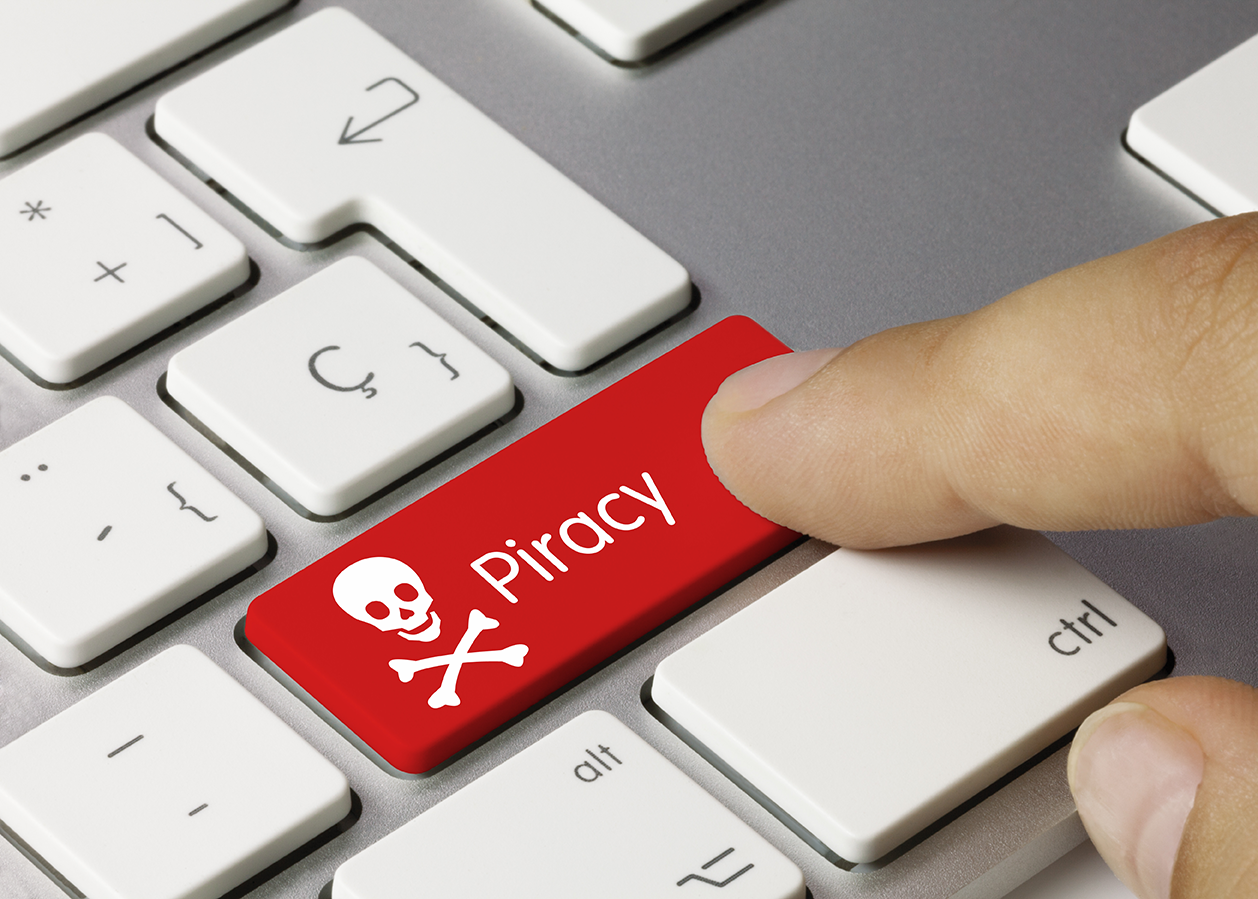 *
+ ]
Ç }
¨
´ {
Piracy
_
-
ctrl
alt
⌥